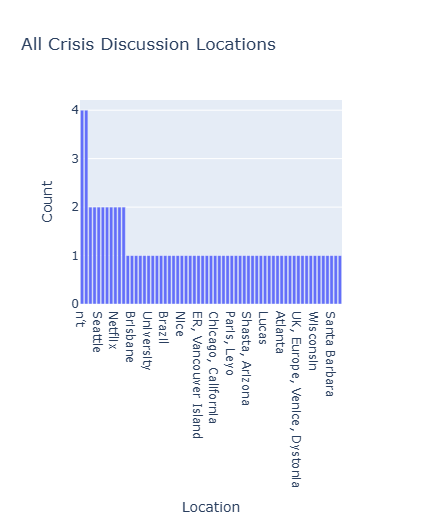 All Crisis Discussion Locations
Count
4
3
2
1
0
n't
Seattle
Netflix
Brisbane
University
Brazil
Nice
ER, Vancouver Island
Chicago, California
Paris, Leyo
Shasta, Arizona
Lucas
Atlanta
UK, Europe, Venice, Dystonia
Wisconsin
Santa Barbara
Location